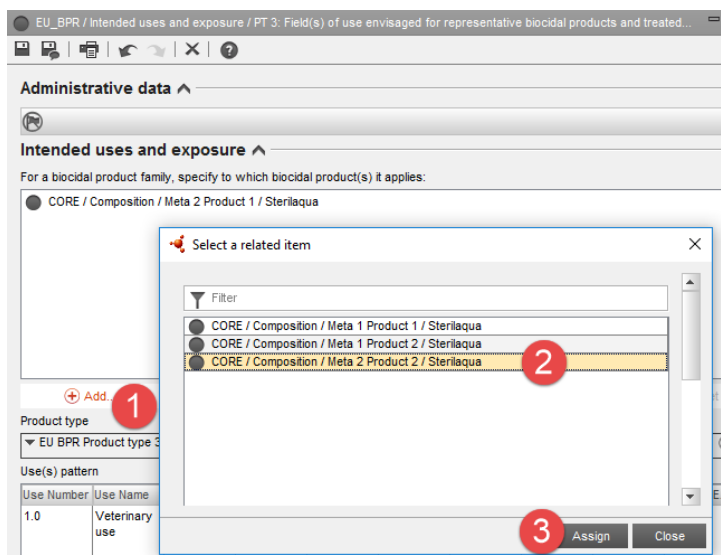 EU_BPR / Intended uses and exposure / PT 3: Field(s) of use envisaged for representative biocidal products and treated...
Administrative data
Intended uses and exposure
For a biocidal product family, specify to which biocidal product(s) it applies:
CORE / Composition / Meta 2 Product 1 / Sterilaqua
Select a related item
Filter
CORE / Composition / Meta 1 Product 1 / Sterilaqua
CORE / Composition / Meta 1 Product 2 / Sterilaqua
CORE / Composition / Meta 2 Product 2 / Sterilaqua
2
Add...
1
Product type
EU BPR Product type 3
Use(s) pattern
Use Number Use Name
1.0 Veterinary
use
3
Assign Close